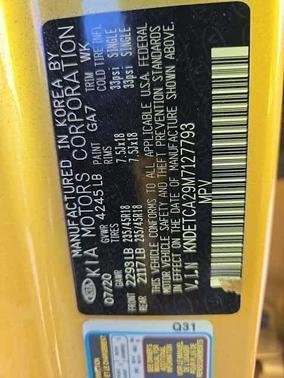 MANUFACTURED IN KOREA BY
KIA MOTORS CORPORATION
07/20 GVWR 4245LB PAINT GA7 TRIM WK
GAWR TIRES RIMS COLD TIRE INFL
FRONT 2293LB 235/45R18 7.5Jx18 33psi SINGLE
REAR 2117LB 235/45R18 7.5Jx18 33psi SINGLE
THIS VEHICLE CONFORMS TO ALL APPLICABLE U.S.A. FEDERAL
MOTOR VEHICLE SAFETY AND THEFT PREVENTION STANDARDS
IN EFFECT ON THE DATE OF MANUFACTURE SHOWN ABOVE.
V.I.N KNDETCA29M7127793
MPV
Q31